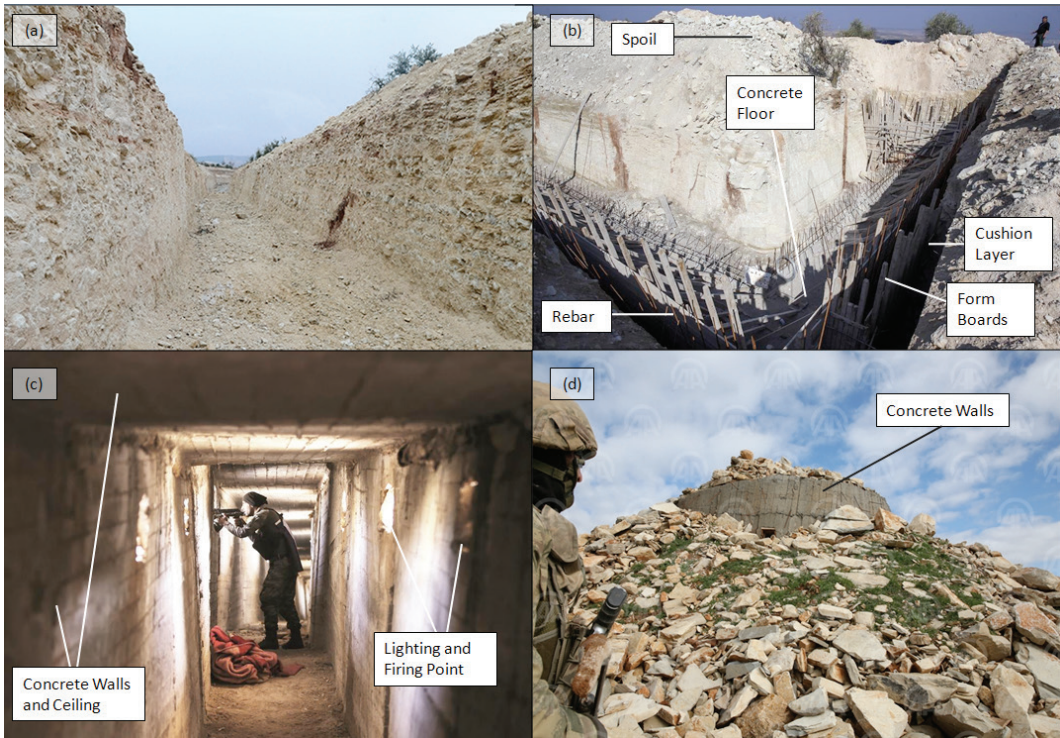 (a)
(b)
Spoil
Concrete
Floor
Cushion
Layer
Form
Boards
Rebar
(c)
Concrete Walls
and Ceiling
Lighting and
Firing Point
(d)
Concrete Walls